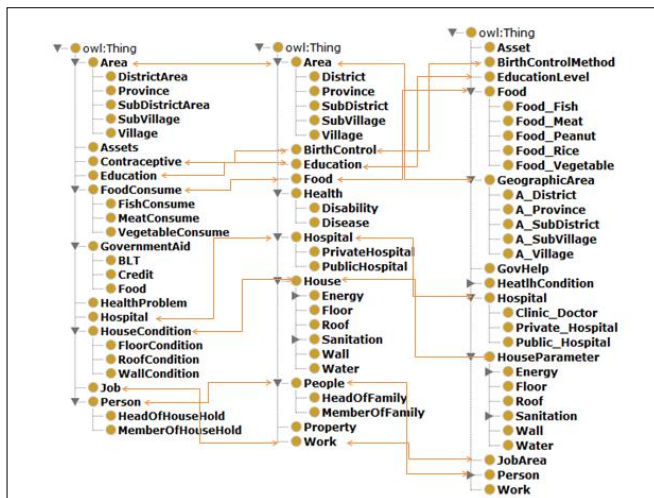 owl:Thing
Area
DistrictArea
Province
SubDistrictArea
SubVillage
Village
Assets
Contraceptive
Education
FoodConsume
FishConsume
MeatConsume
VegetableConsume
GovernmentAid
BLT
Credit
Food
HealthProblem
Hospital
HouseCondition
FloorCondition
RoofCondition
WallCondition
Job
Person
HeadOfHouseHold
MemberOfHouseHold
owl:Thing
Area
District
Province
SubDistrict
SubVillage
Village
BirthControl
Education
Food
Health
Disability
Disease
Hospital
PrivateHospital
PublicHospital
House
Energy
Floor
Roof
Sanitation
Wall
Water
People
HeadOfFamily
MemberOfFamily
Property
Work
owl:Thing
Asset
BirthControlMethod
EducationLevel
Food
Food_Fish
Food_Meat
Food_Peanut
Food_Rice
Food_Vegetable
GeographicArea
A_District
A_Province
A_SubDistrict
A_SubVillage
A_Village
GovHelp
HeatlhCondition
Hospital
Clinic_Doctor
Private_Hospital
Public_Hospital
HouseParameter
Energy
Floor
Roof
Sanitation
Wall
Water
JobArea
Person
Work